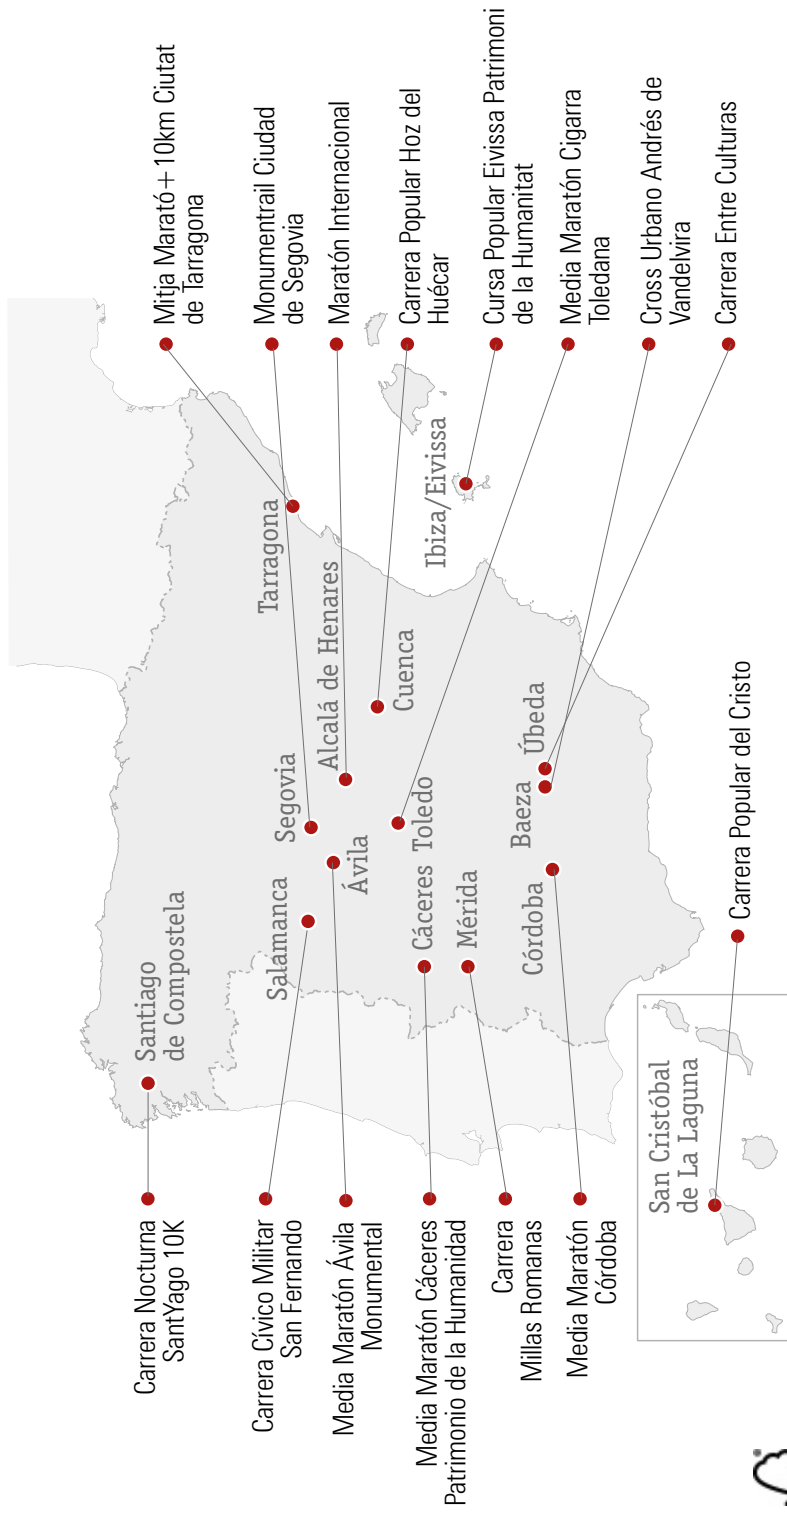 Carrera Nocturna
SantYago 10K
Carrera Cívico Militar
San Fernando
Media Maratón Ávila
Monumental
Media Maratón Cáceres
Patrimonio de la Humanidad
Carrera
Millas Romanas
Media Maratón
Córdoba
Santiago
de Compostela
Salamanca
Ávila
Segovia
Alcalá de Henares
Tarragona
Cuenca
Toledo
Cáceres
Mérida
Córdoba
Baeza
Úbeda
Ibiza/Eivissa
San Cristóbal
de La Laguna
Mitja Marató+ 10km Ciutat
de Tarragona
Monumentrail Ciudad
de Segovia
Maratón Internacional
Carrera Popular Hoz del
Huécar
Cursa Popular Eivissa Patrimoni
de la Humanitat
Media Maratón Cigarra
Toledana
Cross Urbano Andrés de
Vandelvira
Carrera Entre Culturas
Carrera Popular del Cristo